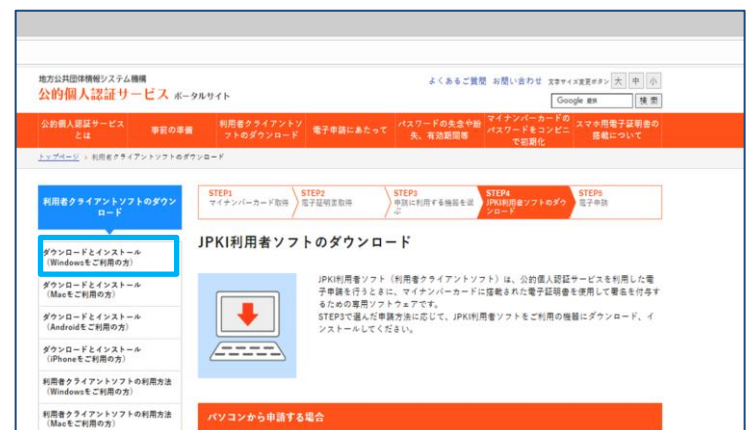 地方公共団体情報システム機構
公的個人認証サービス ポータルサイト
よくあるご質問 お問い合わせ 文字サイズ変更ボタン 大 中 小
Google 提供 検索
公的個人認証サービス
とは
事前の準備
利用者クライアントソ
フトのダウンロード
電子申請にあたって
パスワードの失念や紛
失、有効期間等
マイナンバーカードの
パスワードをコンビニ
で初期化
スマホ用電子証明書の
搭載について
トップページ > 利用者クライアントソフトのダウンロード
利用者クライアントソフトのダウン
ロード
ダウンロードとインストール
（Windowsをご利用の方）
ダウンロードとインストール
（Macをご利用の方）
ダウンロードとインストール
（Androidをご利用の方）
ダウンロードとインストール
（iPhoneをご利用の方）
利用者クライアントソフトの利用方法
（Windowsをご利用の方）
利用者クライアントソフトの利用方法
（Macをご利用の方）
STEP1
マイナンバーカード取得
STEP2
電子証明書取得
STEP3
申請に利用する機器を選
ぶ
STEP4
JPKI利用者ソフトのダウ
ンロード
STEP5
電子申請
JPKI利用者ソフトのダウンロード
JPKI利用者ソフト（利用者クライアントソフト）は、公的個人認証サービスを利用した電
子申請を行うときに、マイナンバーカードに搭載された電子証明書を使用して署名を付与す
るための専用ソフトウェアです。
STEP3で選んだ申請方法に応じて、JPKI利用者ソフトをご利用の機器にダウンロード、イ
ンストールしてください。
パソコンから申請する場合